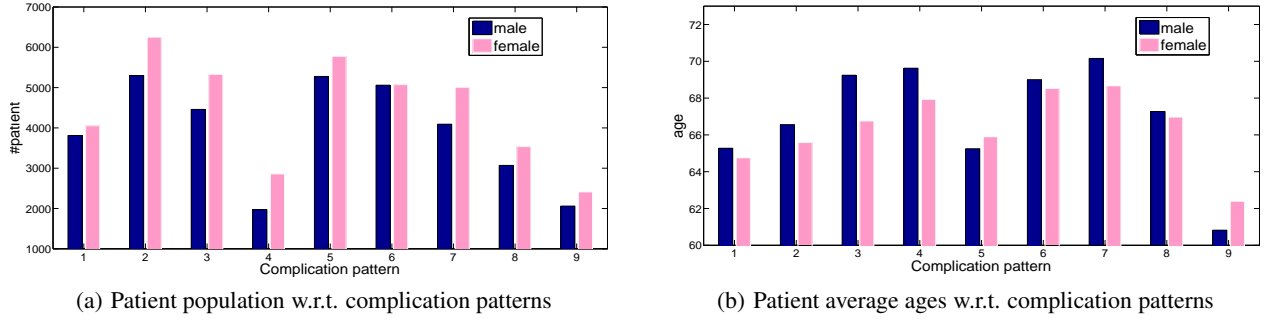 7000
6000
5000
4000
3000
2000
1000
#patient
male
female
1 2 3 4 5 6 7 8 9
Complication pattern
(a) Patient population w.r.t. complication patterns
72
70
68
66
64
62
60
age
male
female
1 2 3 4 5 6 7 8 9
Complication pattern
(b) Patient average ages w.r.t. complication patterns